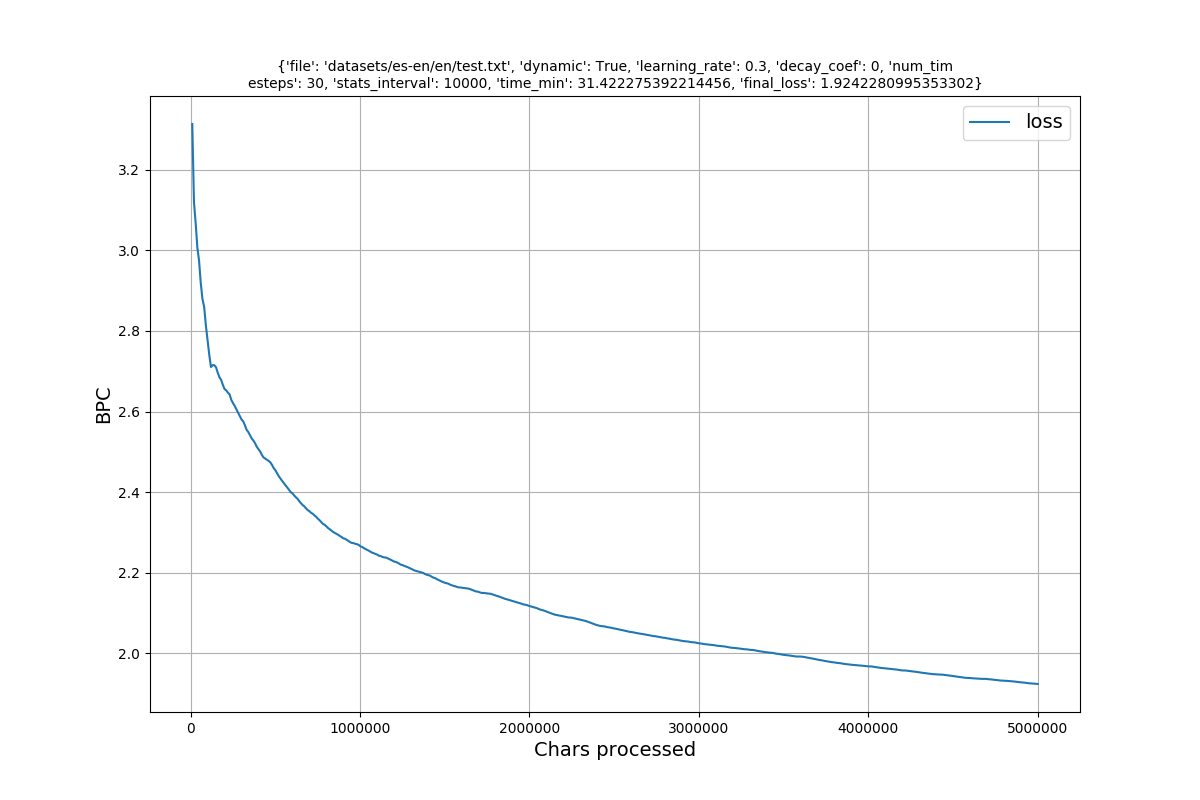 {'file': 'datasets/es-en/en/test.txt', 'dynamic': True, 'learning_rate': 0.3, 'decay_coef': 0, 'num_tim
esteps': 30, 'stats_interval': 10000, 'time_min': 31.422275392214456, 'final_loss': 1.9242280995353302}
loss
3.2
3.0
2.8
2.6
2.4
2.2
2.0
BPC
0 1000000 2000000 3000000 4000000 5000000
Chars processed